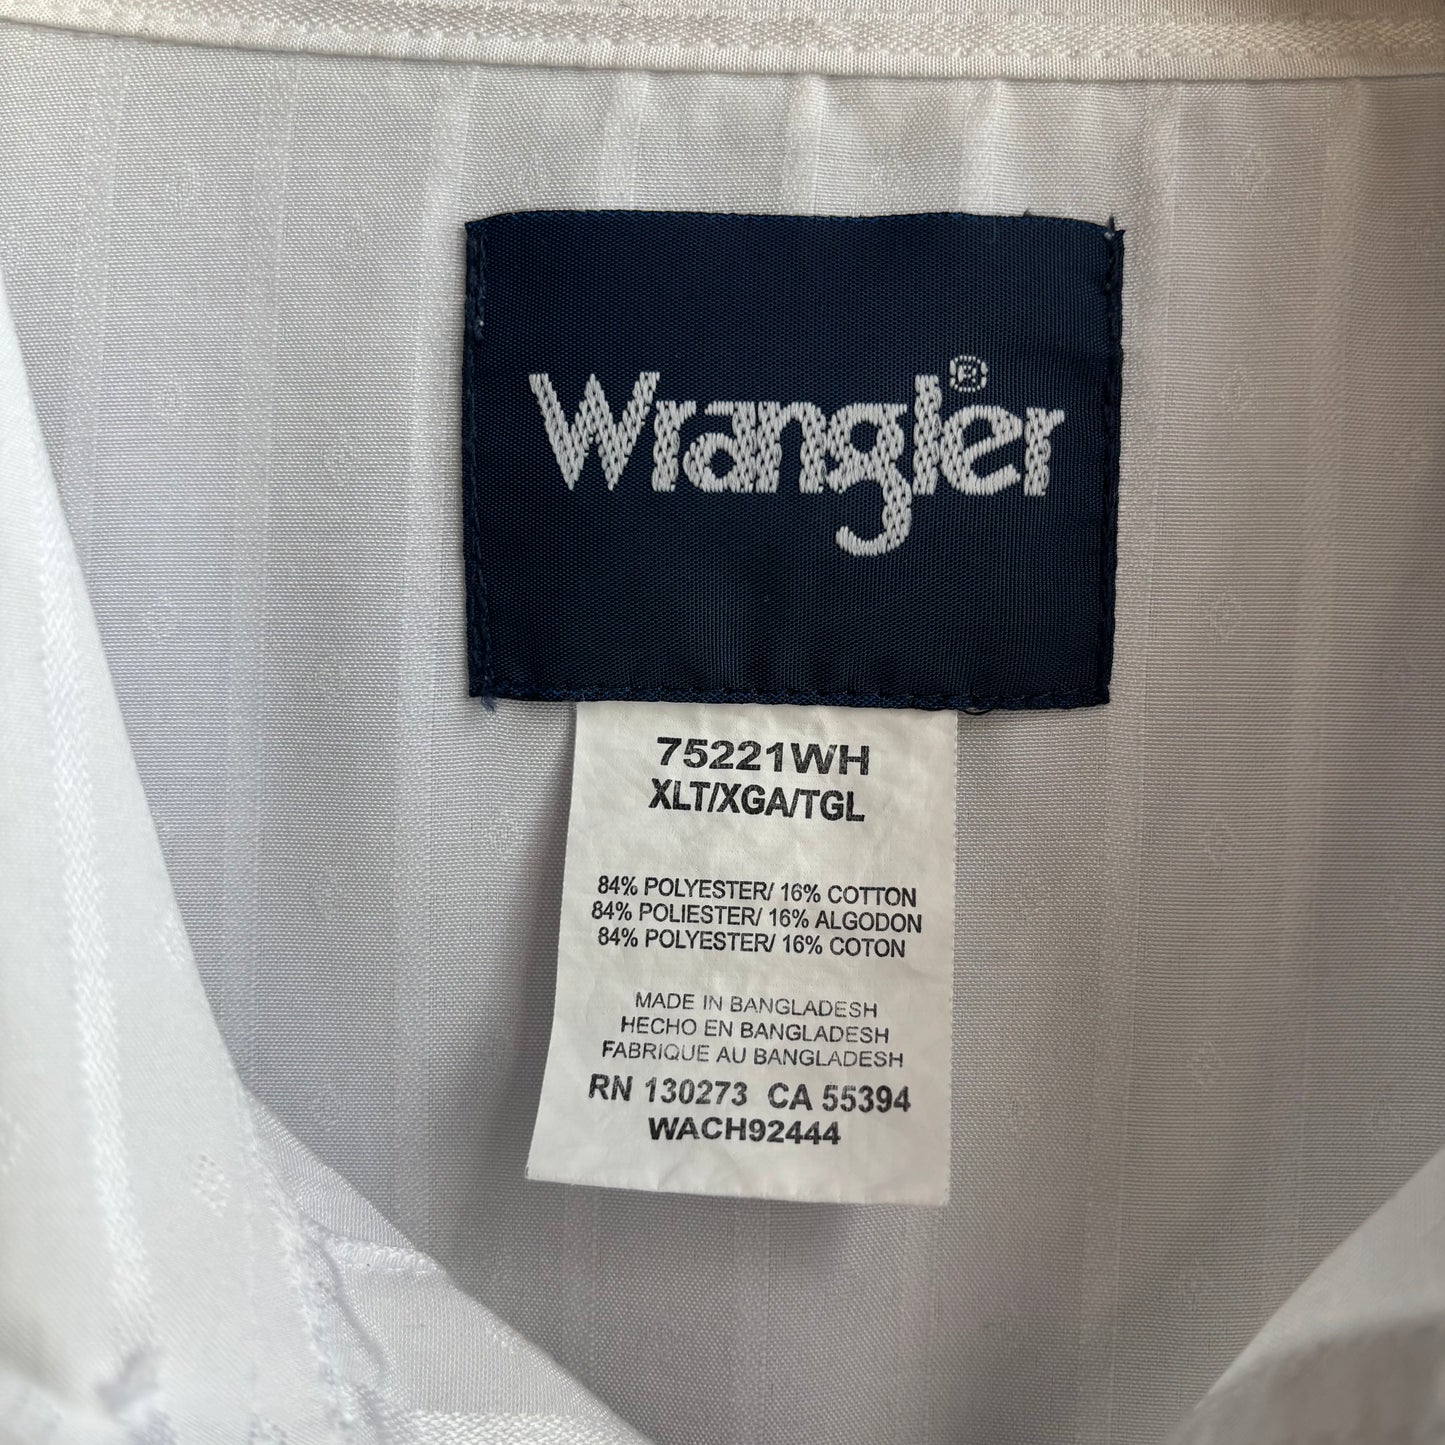 Wrangler®
75221WH
XLT/XGA/TGL
84% POLYESTER/ 16% COTTON
84% POLIESTER/ 16% ALGODON
84% POLYESTER/ 16% COTON
MADE IN BANGLADESH
HECHO EN BANGLADESH
FABRIQUE AU BANGLADESH
RN 130273 CA 55394
WACH92444